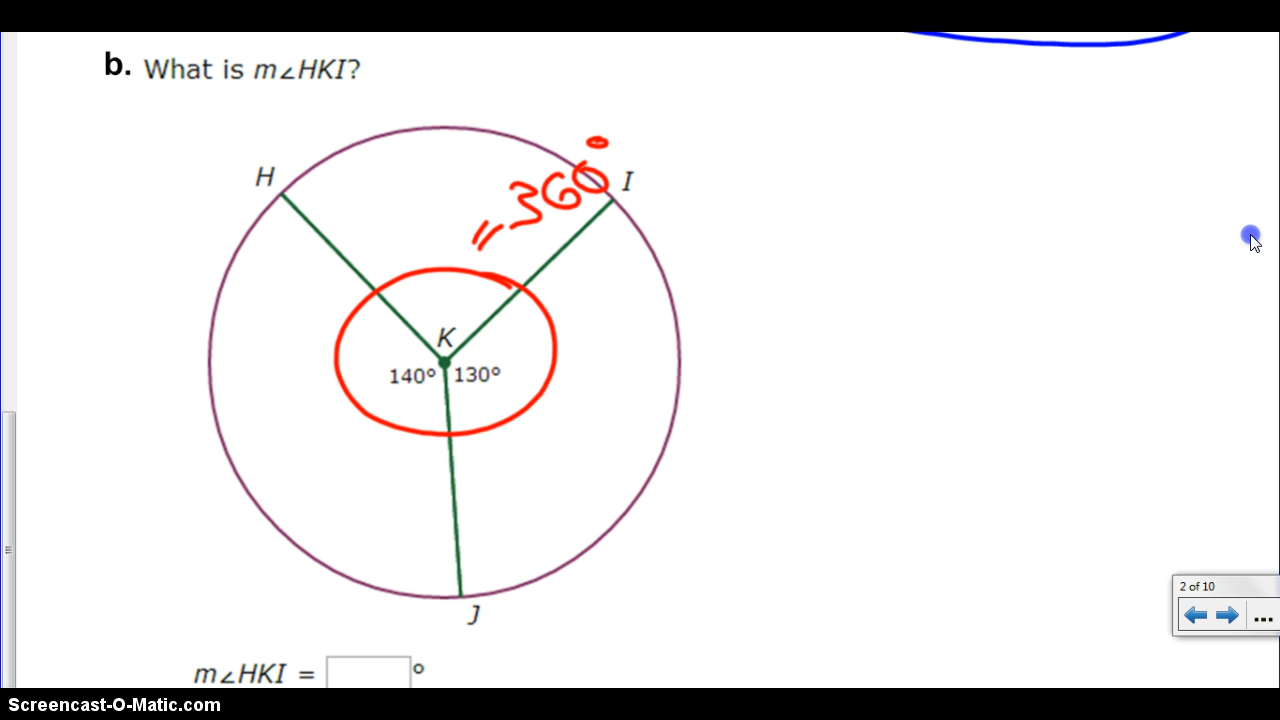 b. What is m∠HKI?
H
I
= 360°
K
140° 130°
J
2 of 10
...
m∠HKI = °
Screencast-O-Matic.com